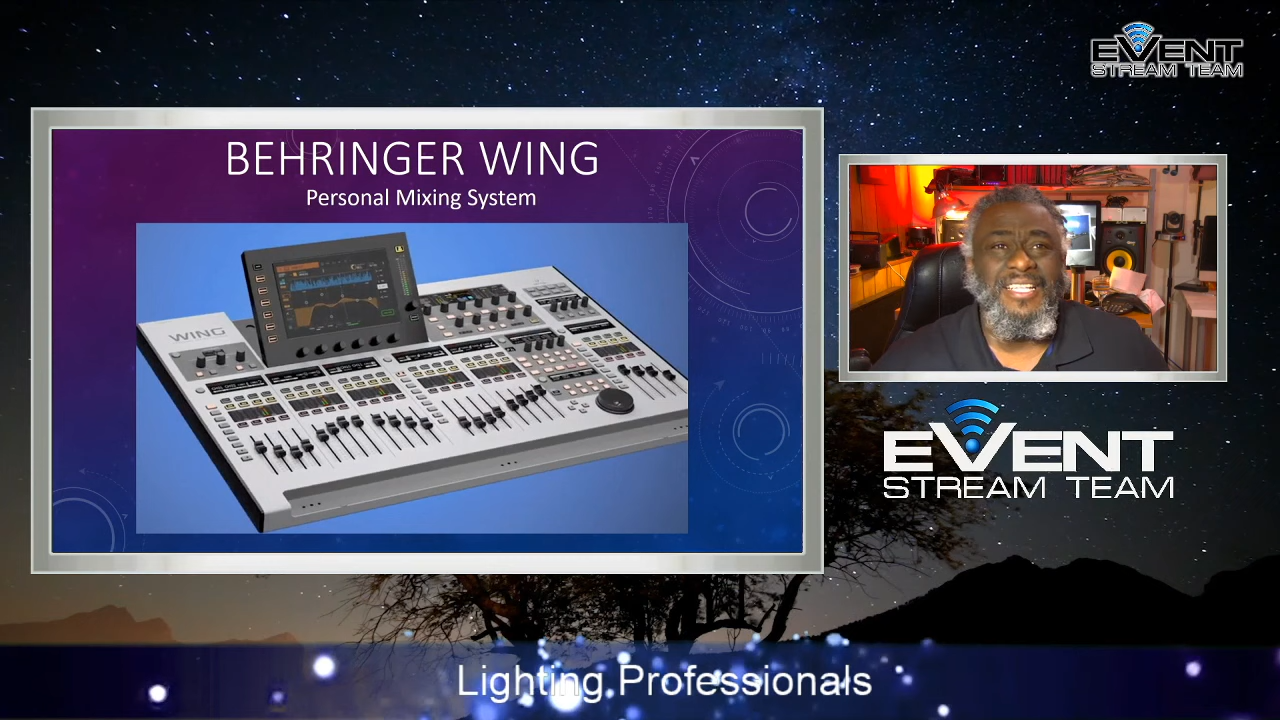 EVENT
STREAM TEAM
BEHRINGER WING
Personal Mixing System
WING
EVENT
STREAM TEAM
Lighting Professionals